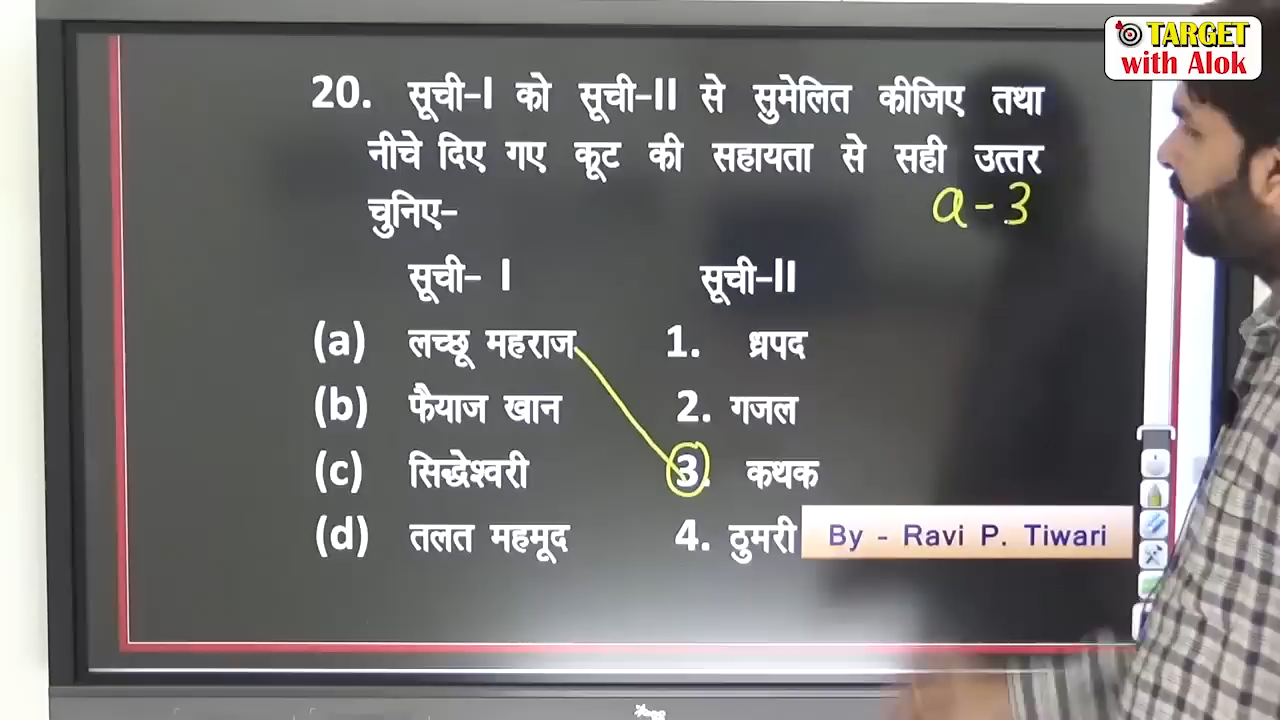 TARGET
with Alok
20. सूची-I को सूची-II से सुमेलित कीजिए तथा
नीचे दिए गए कूट की सहायता से सही उत्तर
चुनिए-
a-3
सूची- I सूची-II
(a) लच्छू महराज 1. ध्रपद
(b) फैयाज खान 2. गजल
(c) सिद्धेश्वरी 3. कथक
(d) तलत महमूद 4. ठुमरी
By - Ravi P. Tiwari